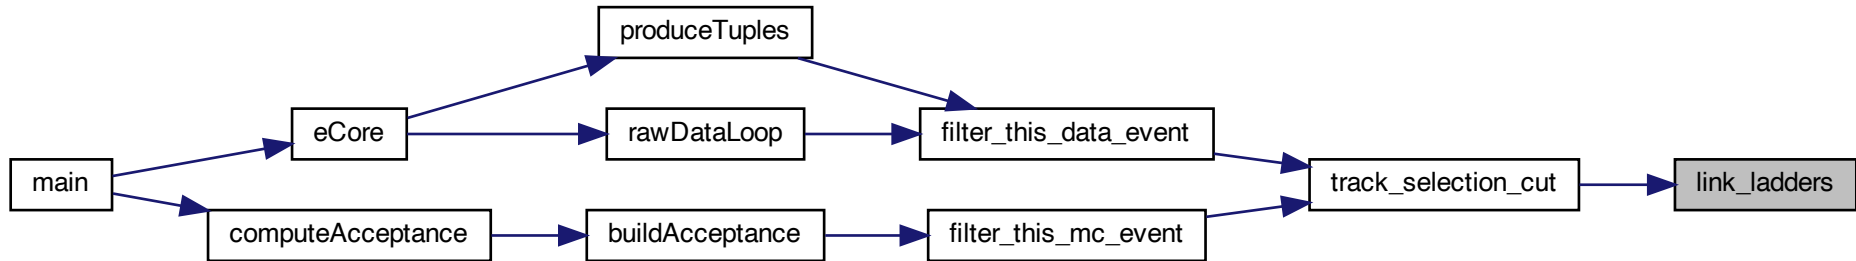 produceTuples
eCore
rawDataLoop
filter_this_data_event
main
track_selection_cut
link_ladders
computeAcceptance
buildAcceptance
filter_this_mc_event